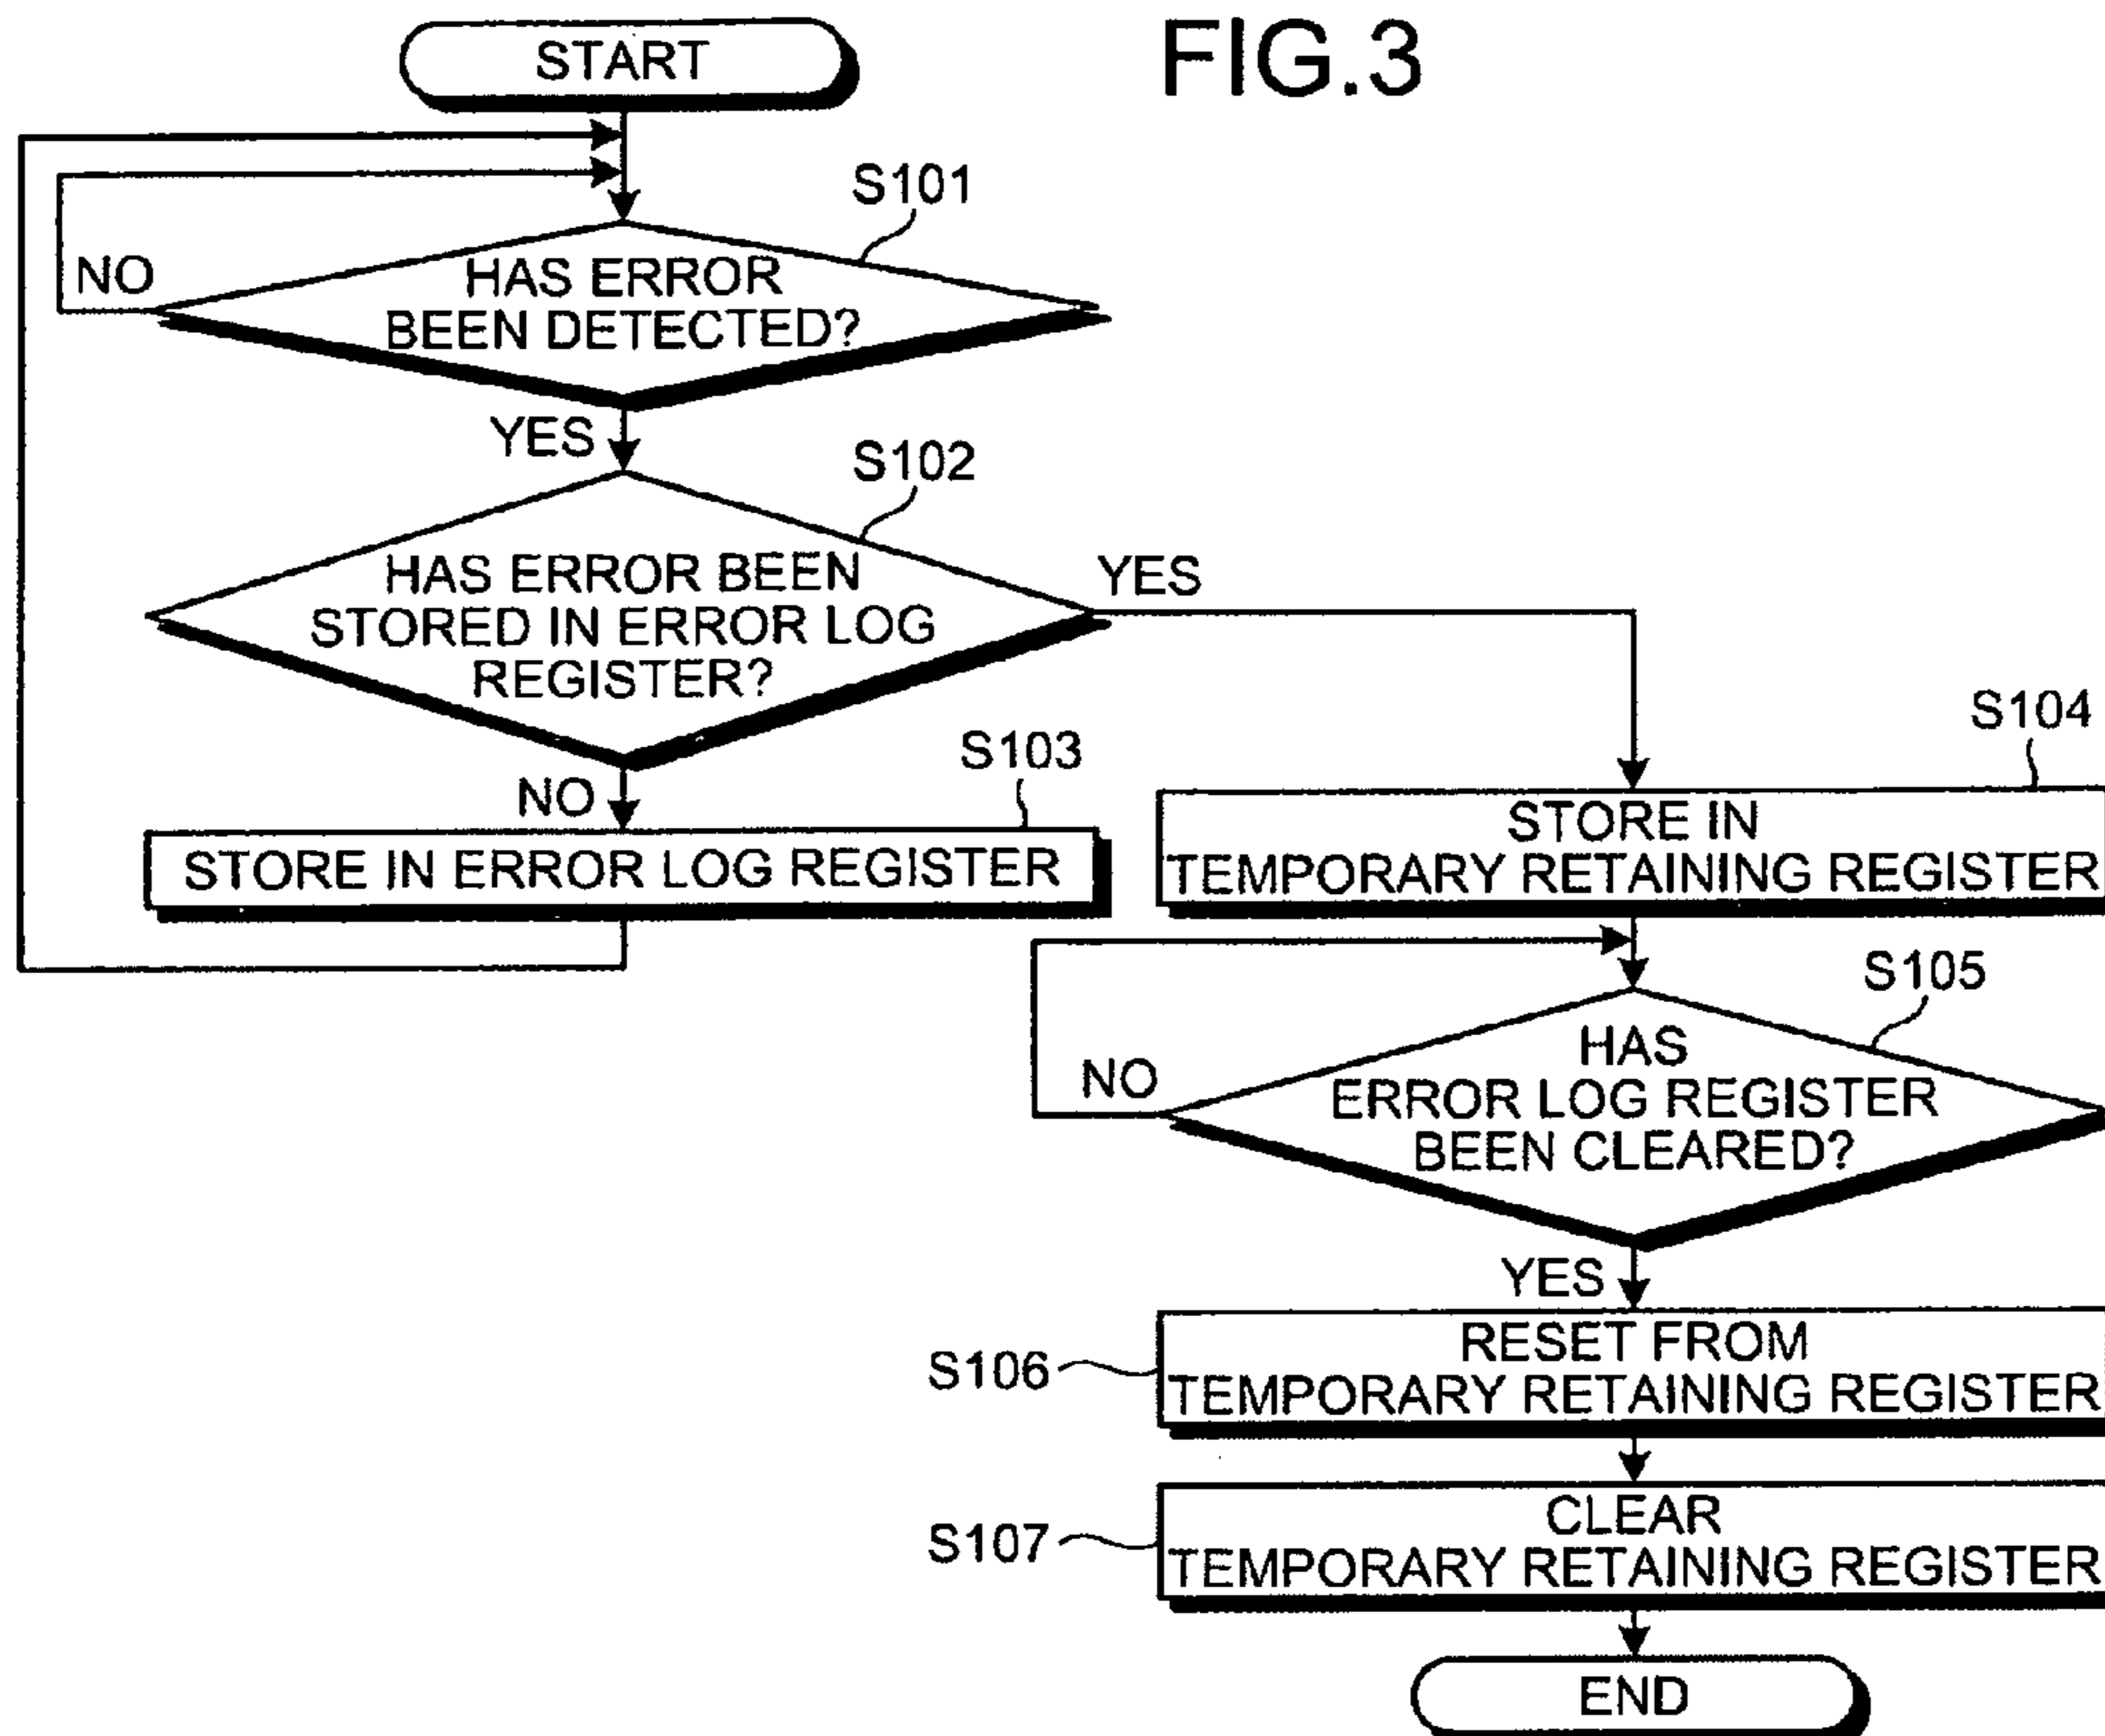 FIG.3
START
S101
NO
HAS ERROR
BEEN DETECTED?
YES
S102
HAS ERROR BEEN
STORED IN ERROR LOG
REGISTER?
YES
NO
S103
STORE IN ERROR LOG REGISTER
S104
STORE IN
TEMPORARY RETAINING REGISTER
S105
NO
HAS
ERROR LOG REGISTER
BEEN CLEARED?
YES
S106
RESET FROM
TEMPORARY RETAINING REGISTER
S107
CLEAR
TEMPORARY RETAINING REGISTER
END